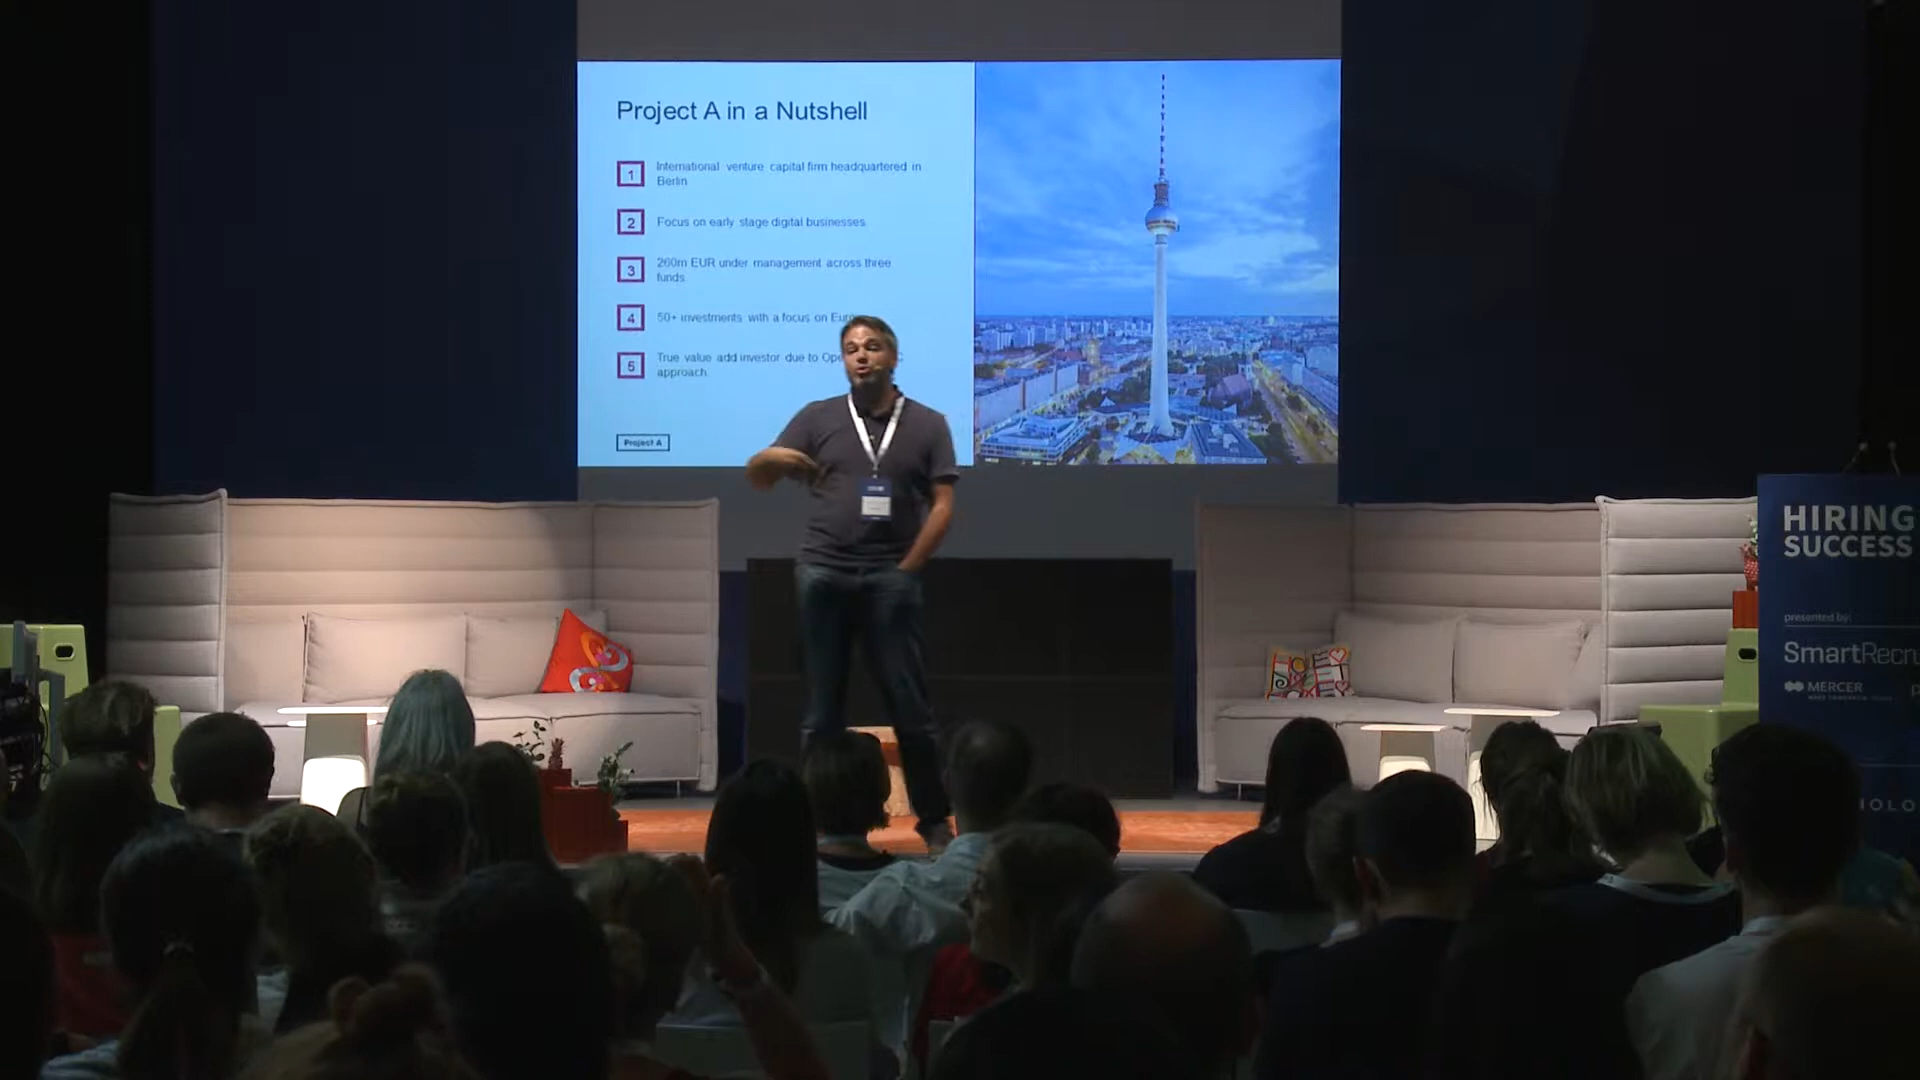 Project A in a Nutshell
1
International venture capital firm headquartered in
Berlin
2
Focus on early stage digital businesses
3
260m EUR under management across three
funds
4
50+ investments with a focus on
5
True value add investor due to
approach.
Project A
HIRING
SUCCESS
presented by:
SmartRecru
MERCER